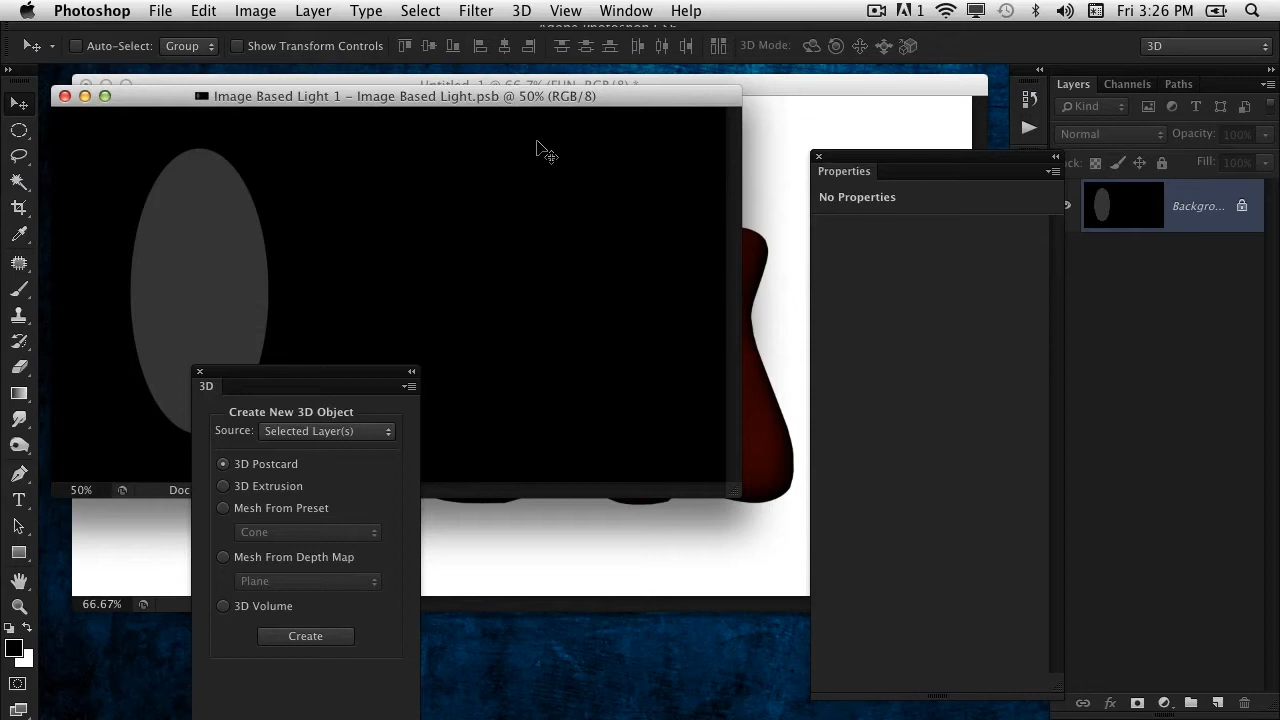 Photoshop File Edit Image Layer Type Select Filter 3D View Window Help 1 Fri 3:26 PM
Auto-Select: Group Show Transform Controls 3D Mode: 3D
Image Based Light 1 - Image Based Light.psb @ 50% (RGB/8)
Layers Channels Paths
Kind
Normal Opacity: 100%
Fill: 100%
Properties
No Properties
Backgro...
3D
Create New 3D Object
Source: Selected Layer(s)
3D Postcard
3D Extrusion
50% Doc
Mesh From Preset
Cone
Mesh From Depth Map
Plane
66.67%
3D Volume
Create